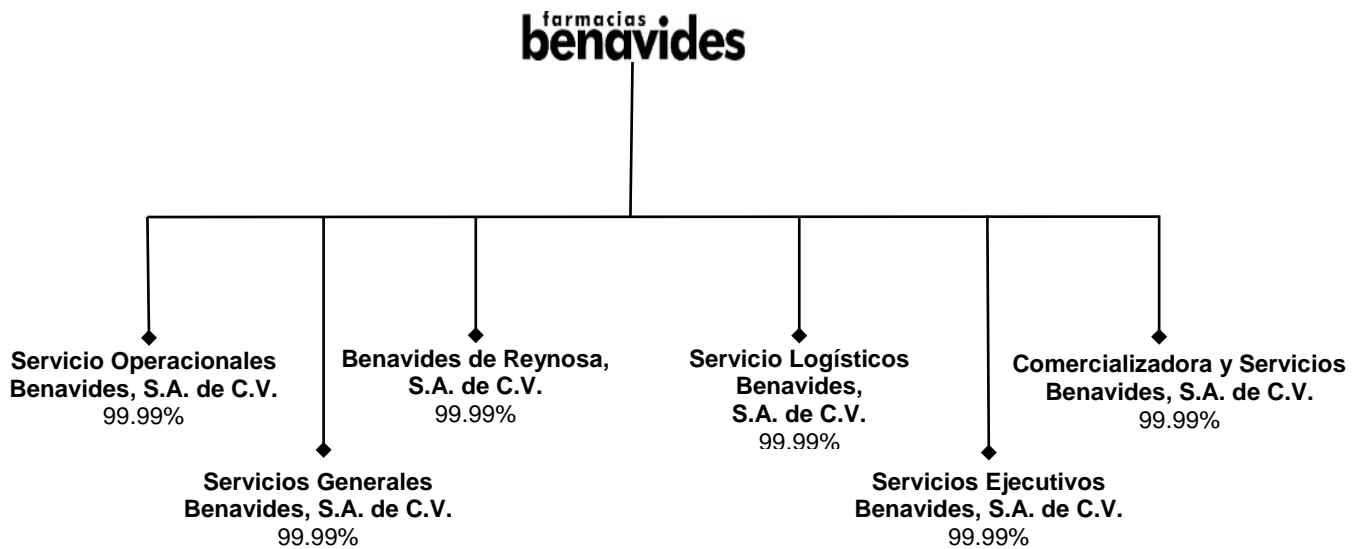 farmacias
benavides
Servicio Operacionales
Benavides, S.A. de C.V.
99.99%
Benavides de Reynosa,
S.A. de C.V.
99.99%
Servicio Logísticos
Benavides,
S.A. de C.V.
99.99%
Comercializadora y Servicios
Benavides, S.A. de C.V.
99.99%
Servicios Generales
Benavides, S.A. de C.V.
99.99%
Servicios Ejecutivos
Benavides, S.A. de C.V.
99.99%